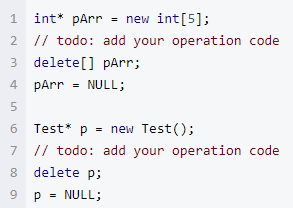 1 int* pArr = new int[5];
2 // todo: add your operation code
3 delete[] pArr;
4 pArr = NULL;
5
6 Test* p = new Test();
7 // todo: add your operation code
8 delete p;
9 p = NULL;